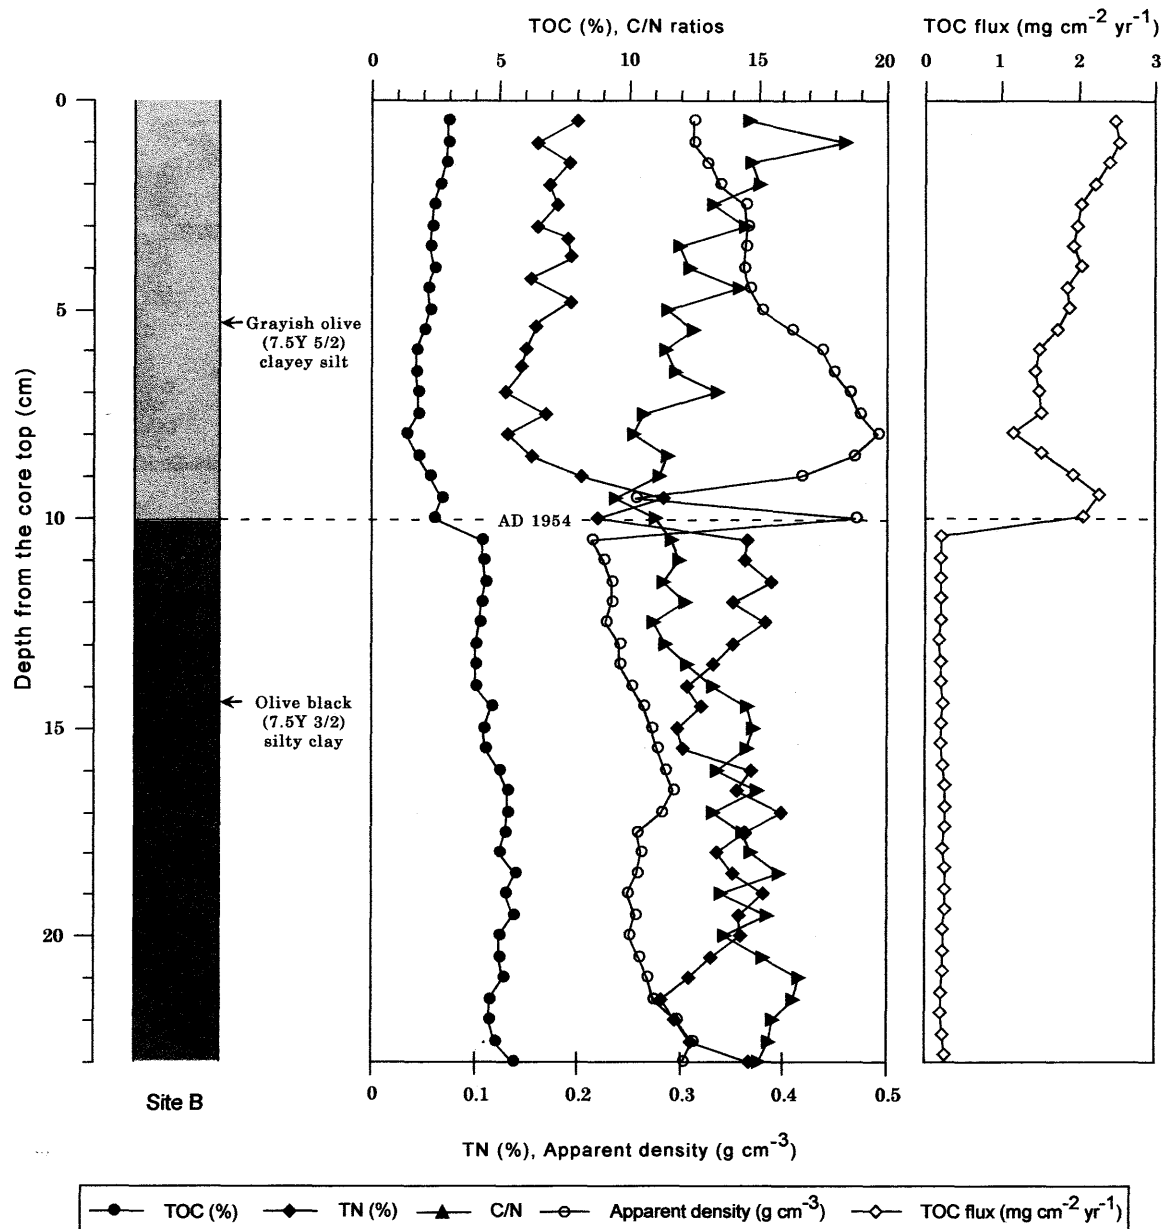 TOC (%), C/N ratios
TOC flux (mg cm-2 yr-1)
0 5 10 15 20
0 1 2 3
Depth from the core top (cm)
0
5
10
15
20
Grayish olive
(7.5Y 5/2)
clayey silt
AD 1954
Olive black
(7.5Y 3/2)
silty clay
Site B
0 0.1 0.2 0.3 0.4 0.5
TN (%), Apparent density (g cm-3)
TOC (%) TN (%) C/N Apparent density (g cm-3) TOC flux (mg cm-2 yr-1)